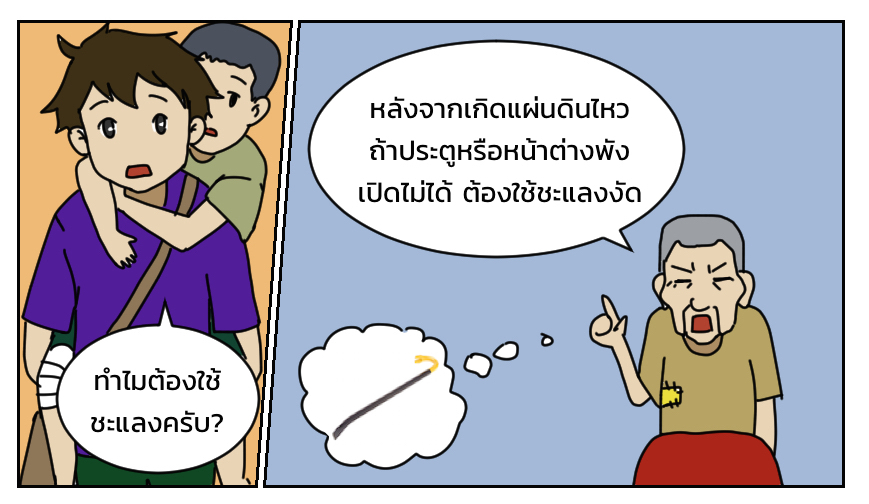 ทำไมต้องใช้
ชะแลงครับ?
หลังจากเกิดแผ่นดินไหว
ถ้าประตูหรือหน้าต่างพัง
เปิดไม่ได้ ต้องใช้ชะแลงงัด